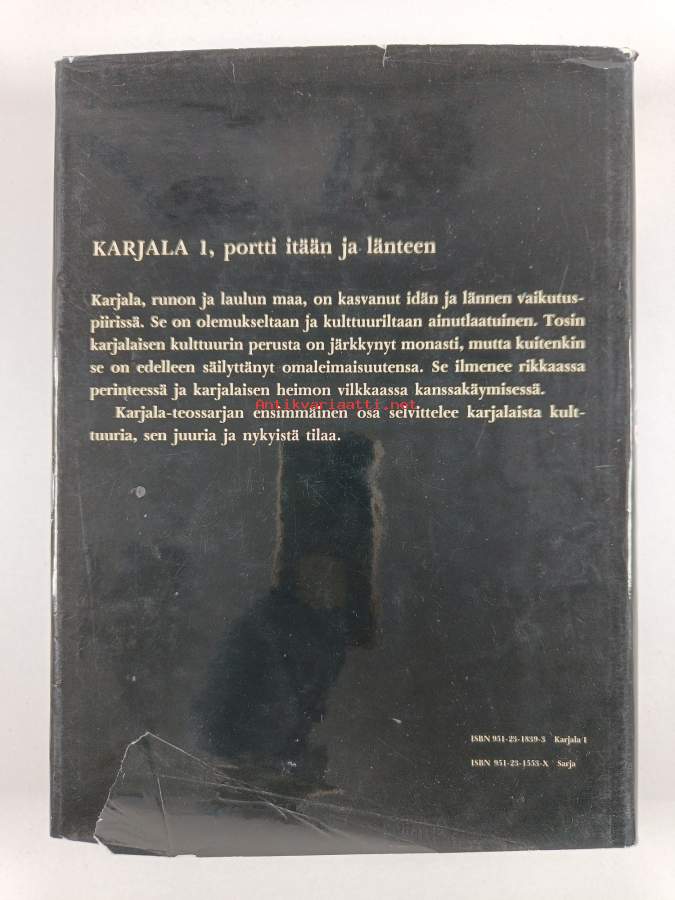 KARJALA 1, portti itään ja länteen
Karjala, runon ja laulun maa, on kasvanut idän ja lännen vaikutus-
piirissä. Se on olemukseltaan ja kulttuuriltaan ainutlaatuinen. Tosin
karjalaisen kulttuurin perusta on järkkynyt monasti, mutta kuitenkin
se on edelleen säilyttänyt omaleimaisuutensa. Se ilmenee rikkaassa
perinteessä ja karjalaisen heimon vilkkaassa kanssakäymisessä.
Antikvariaatti.net
Karjala-teossarjan ensimmäinen osa selvittelee karjalaista kult-
tuuria, sen juuria ja nykyistä tilaa.
ISBN 951-23-1839-3 Karjala 1
ISBN 951-23-1553-X Sarja